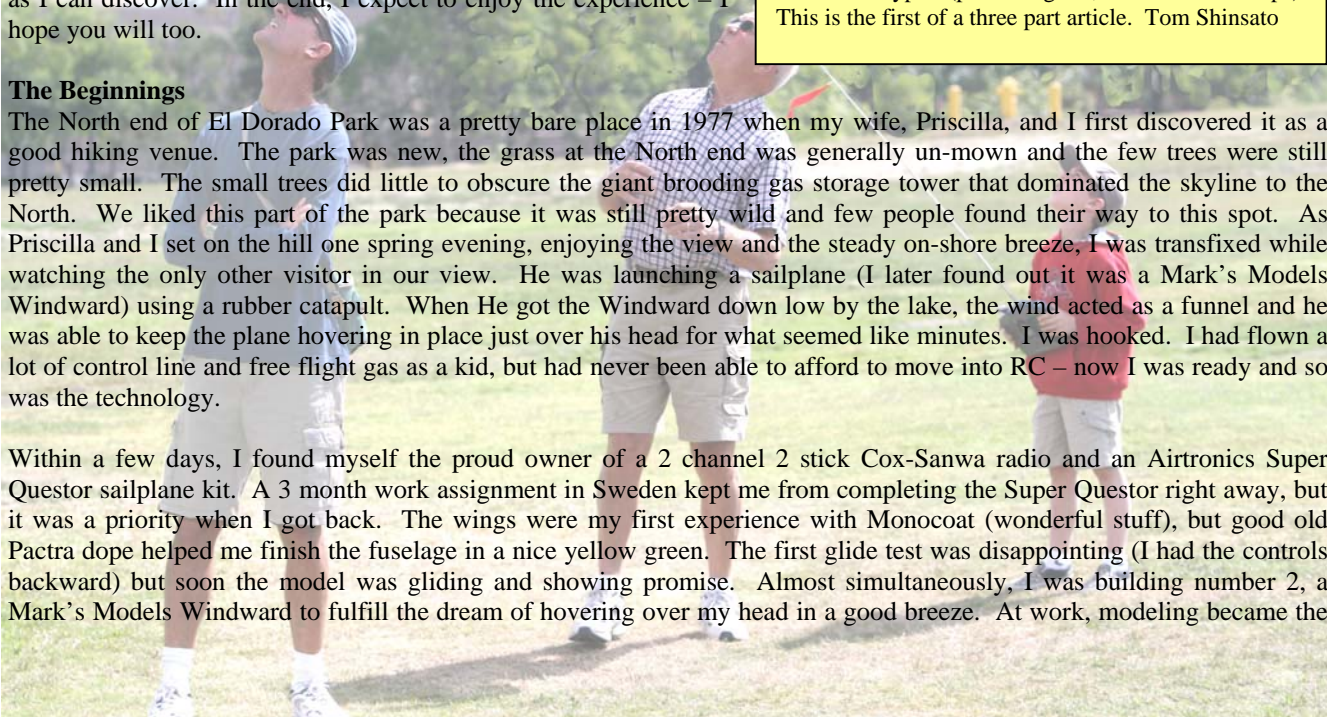 as I can discover. In the end, I expect to enjoy the experience – I
hope you will too.
This is the first of a three part article. Tom Shinsato
The Beginnings
The North end of El Dorado Park was a pretty bare place in 1977 when my wife, Priscilla, and I first discovered it as a
good hiking venue. The park was new, the grass at the North end was generally un-mown and the few trees were still
pretty small. The small trees did little to obscure the giant brooding gas storage tower that dominated the skyline to the
North. We liked this part of the park because it was still pretty wild and few people found their way to this spot. As
Priscilla and I set on the hill one spring evening, enjoying the view and the steady on-shore breeze, I was transfixed while
watching the only other visitor in our view. He was launching a sailplane (I later found out it was a Mark’s Models
Windward) using a rubber catapult. When He got the Windward down low by the lake, the wind acted as a funnel and he
was able to keep the plane hovering in place just over his head for what seemed like minutes. I was hooked. I had flown a
lot of control line and free flight gas as a kid, but had never been able to afford to move into RC – now I was ready and so
was the technology.
Within a few days, I found myself the proud owner of a 2 channel 2 stick Cox-Sanwa radio and an Airtronics Super
Questor sailplane kit. A 3 month work assignment in Sweden kept me from completing the Super Questor right away, but
it was a priority when I got back. The wings were my first experience with Monocoat (wonderful stuff), but good old
Pactra dope helped me finish the fuselage in a nice yellow green. The first glide test was disappointing (I had the controls
backward) but soon the model was gliding and showing promise. Almost simultaneously, I was building number 2, a
Mark’s Models Windward to fulfill the dream of hovering over my head in a good breeze. At work, modeling became the